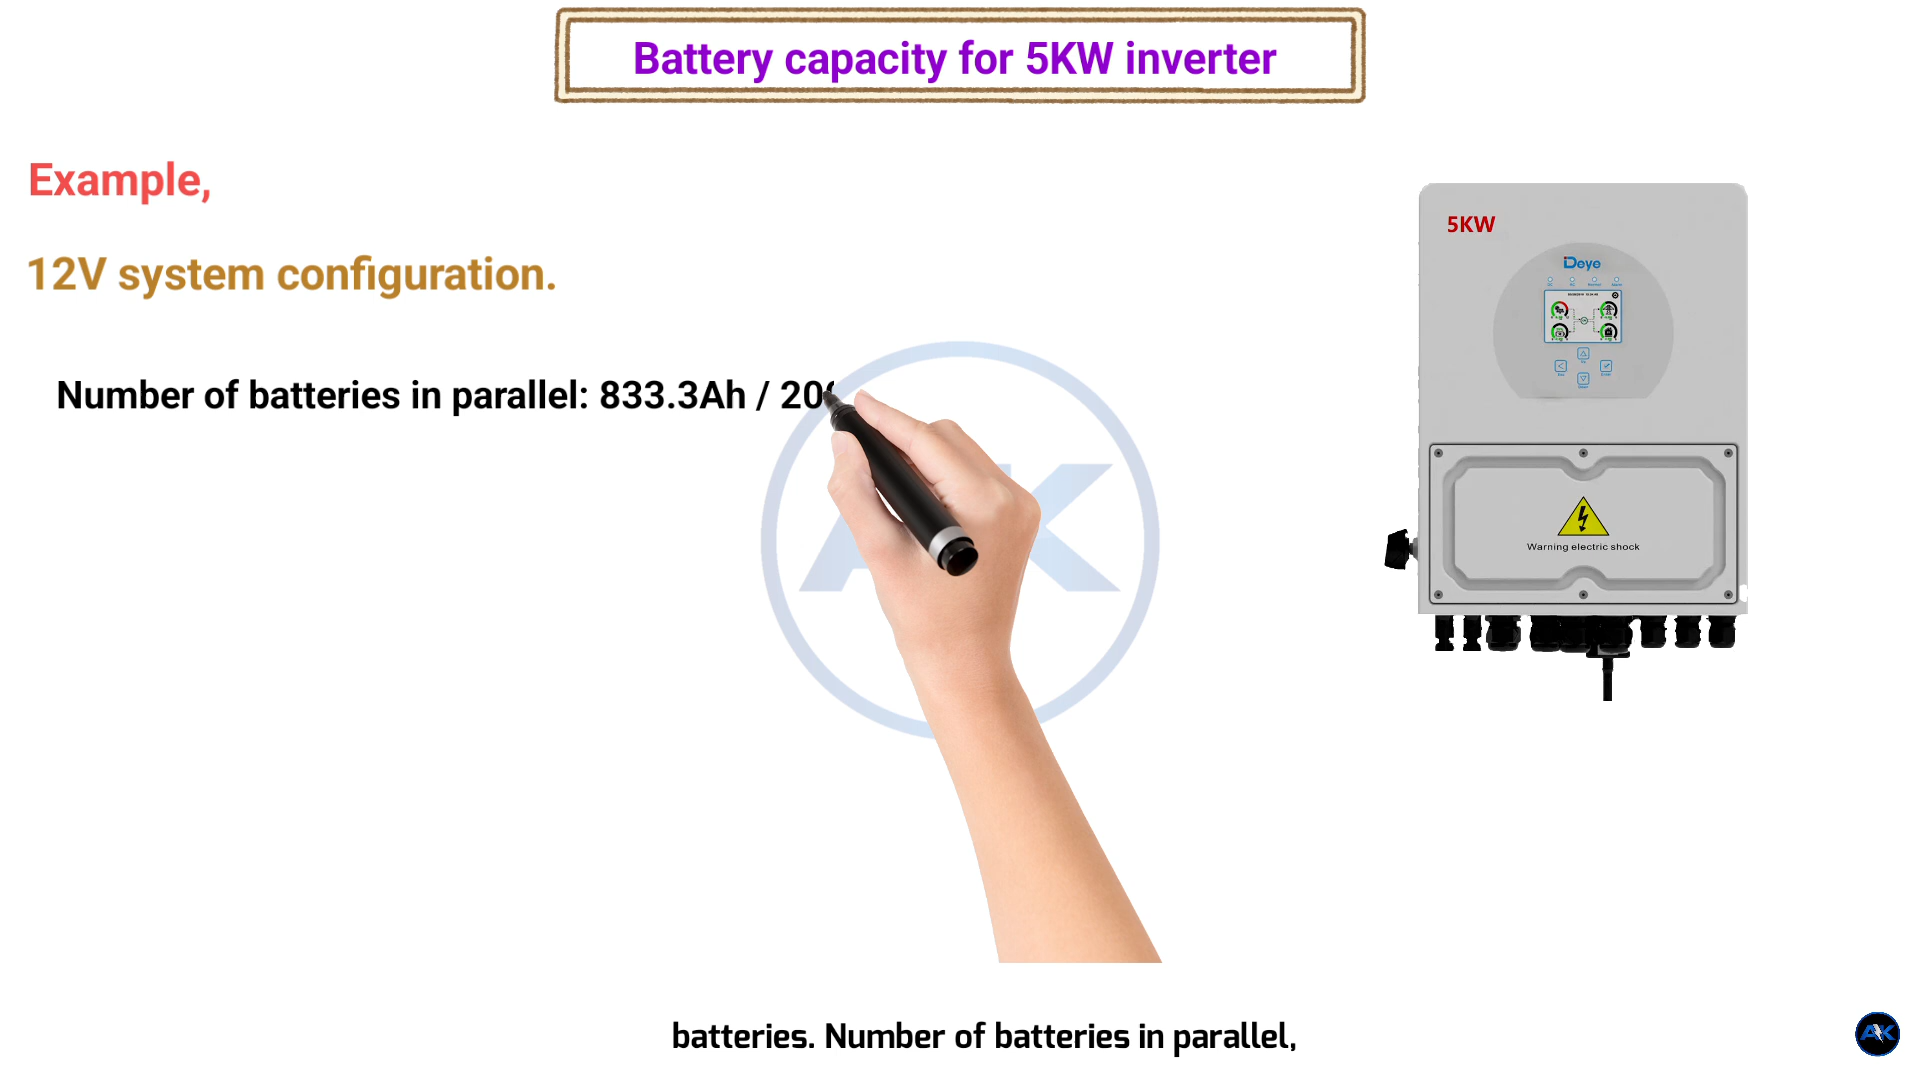 Battery capacity for 5KW inverter
Example,
12V system configuration.
Number of batteries in parallel: 833.3Ah / 20
5KW
Deye
Warning electric shock
batteries. Number of batteries in parallel,
AK